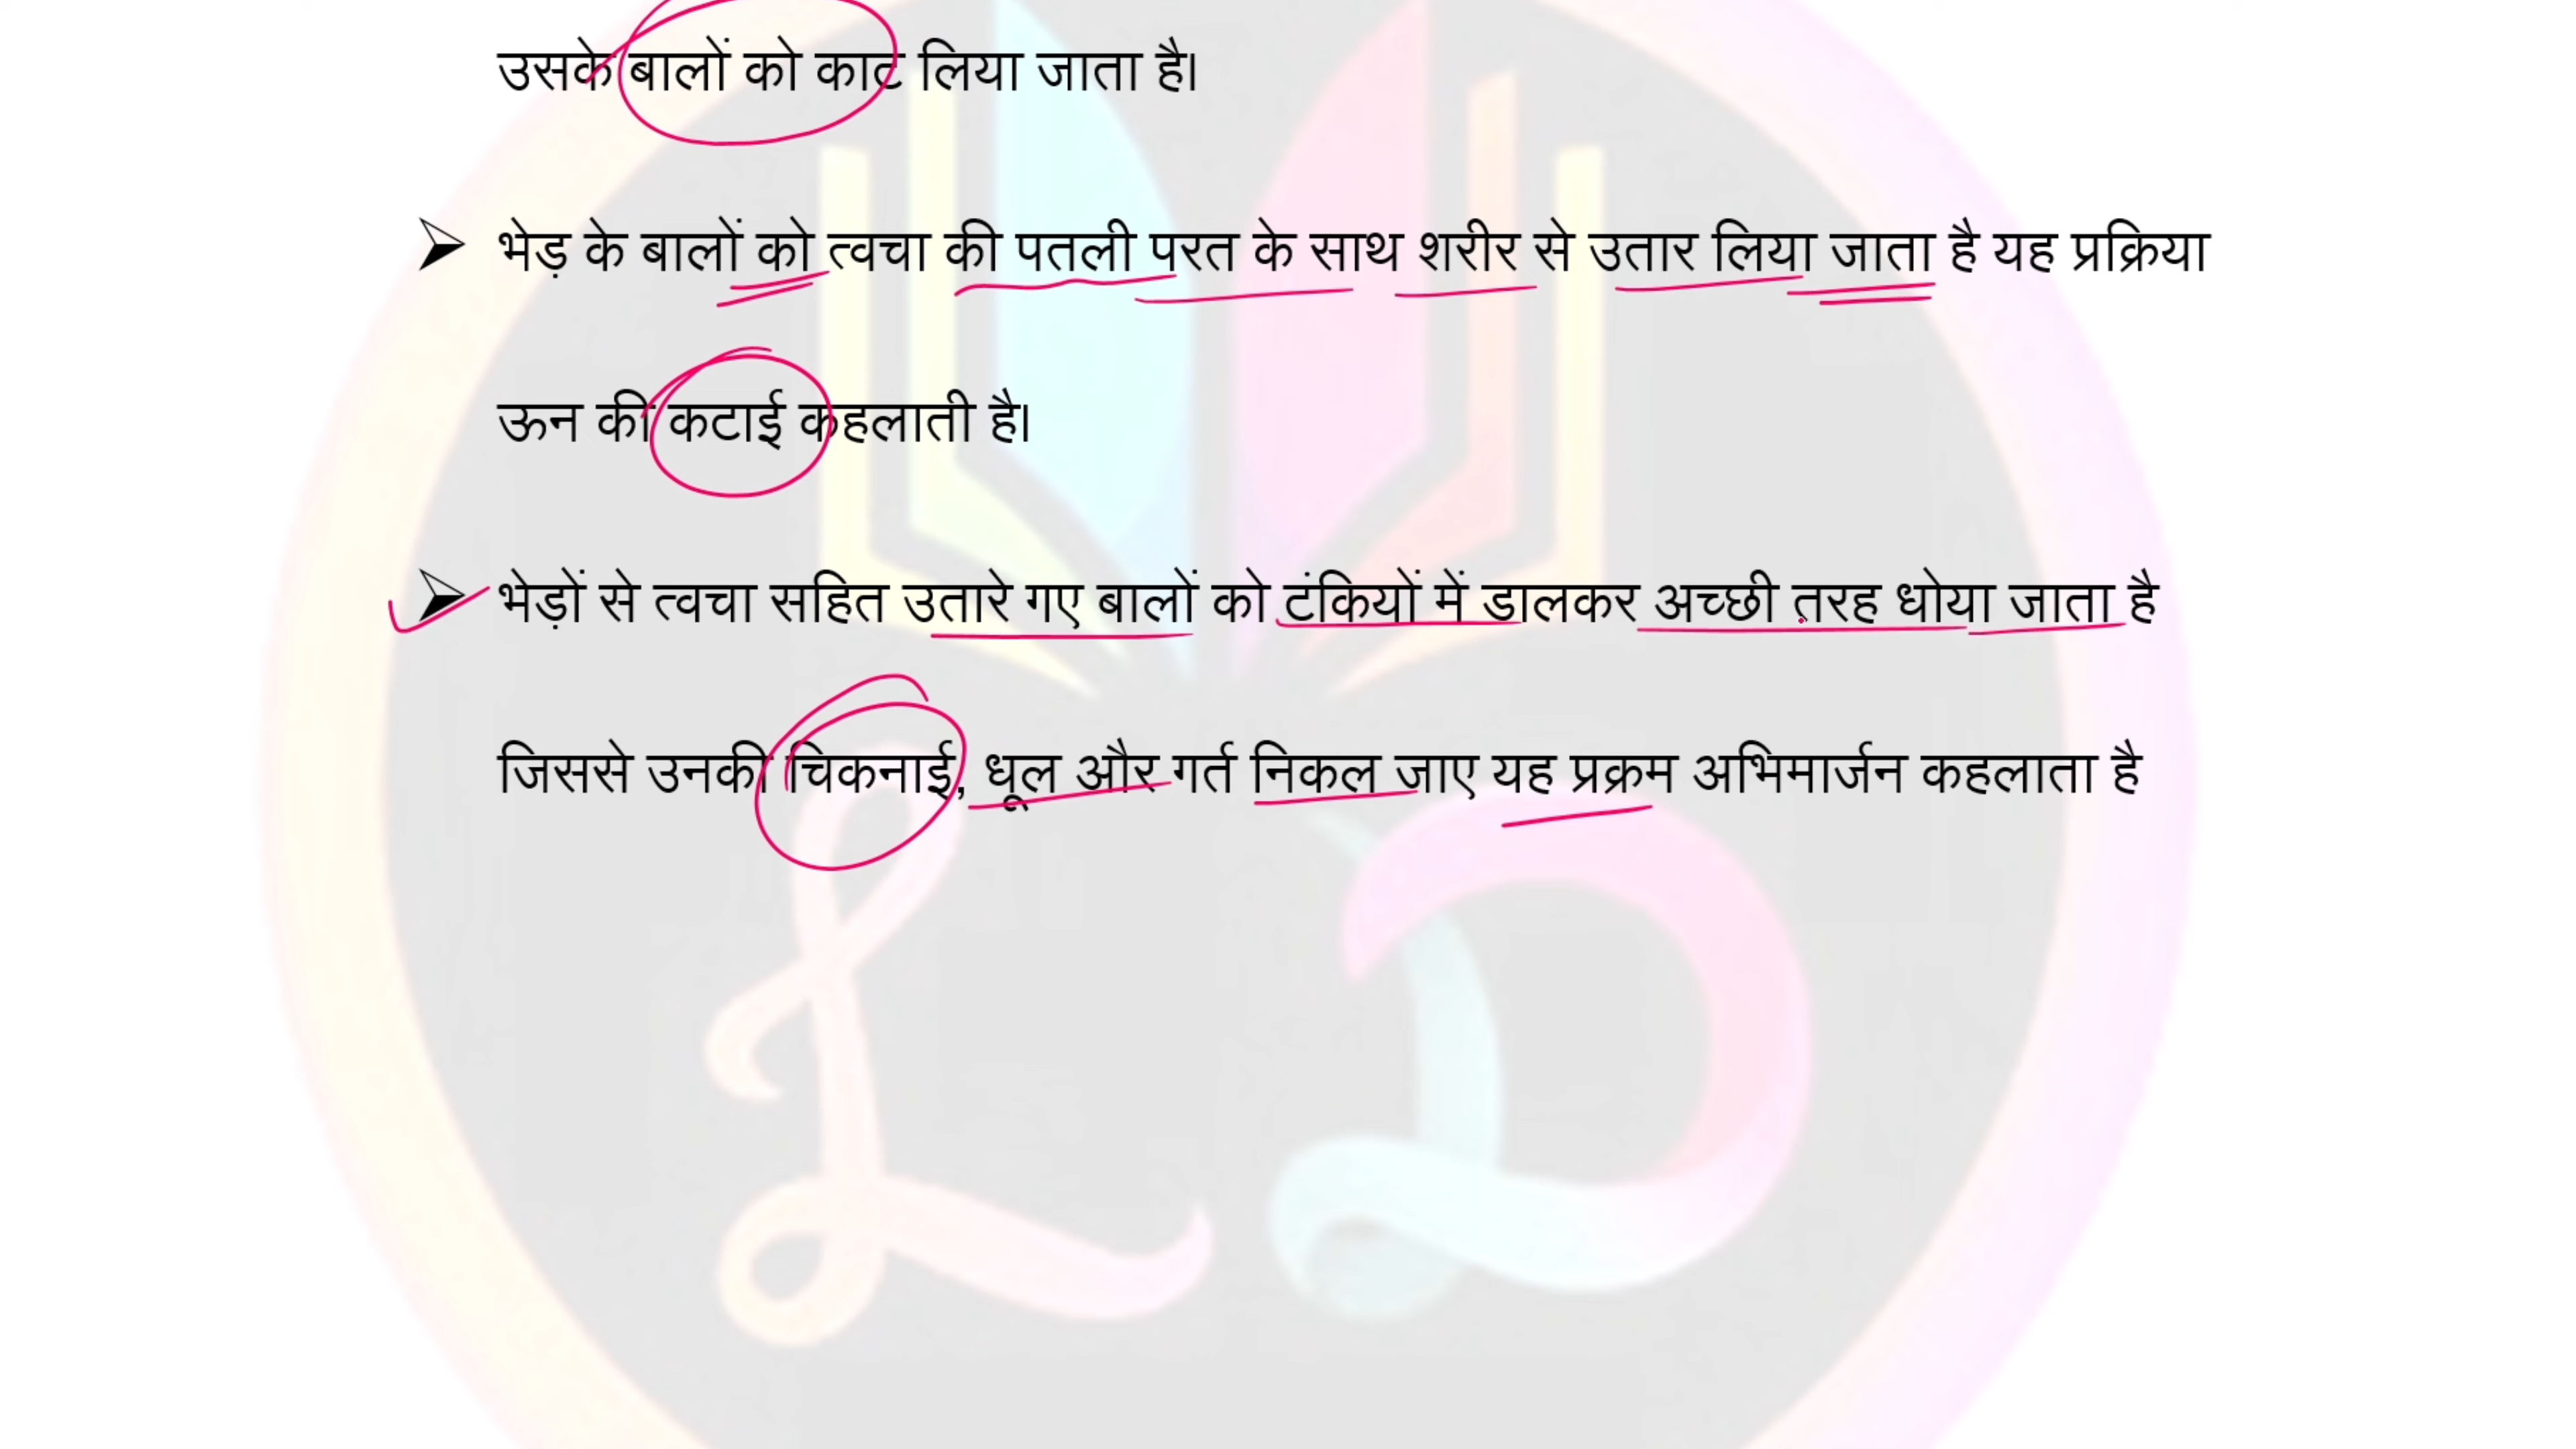 उसके बालों को काट लिया जाता है।
भेड़ के बालों को त्वचा की पतली परत के साथ शरीर से उतार लिया जाता है यह प्रक्रिया
ऊन की कटाई कहलाती है।
भेड़ों से त्वचा सहित उतारे गए बालों को टंकियों में डालकर अच्छी तरह धोया जाता है
जिससे उनकी चिकनाई, धूल और गर्त निकल जाए यह प्रक्रम अभिमार्जन कहलाता है
LD